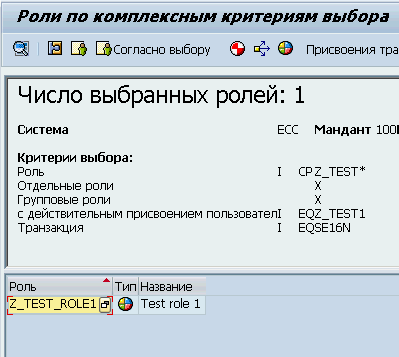 Роли по комплексным критериям выбора
Согласно выбору Присвоения тра
Число выбранных ролей: 1
Система ECC Мандант 100
Критерии выбора:
Роль I CP Z_TEST*
Отдельные роли X
Групповые роли X
с действительным присвоением пользовател I EQ Z_TEST1
Транзакция I EQ SE16N
Роль Тип Название
Z_TEST_ROLE1 Test role 1